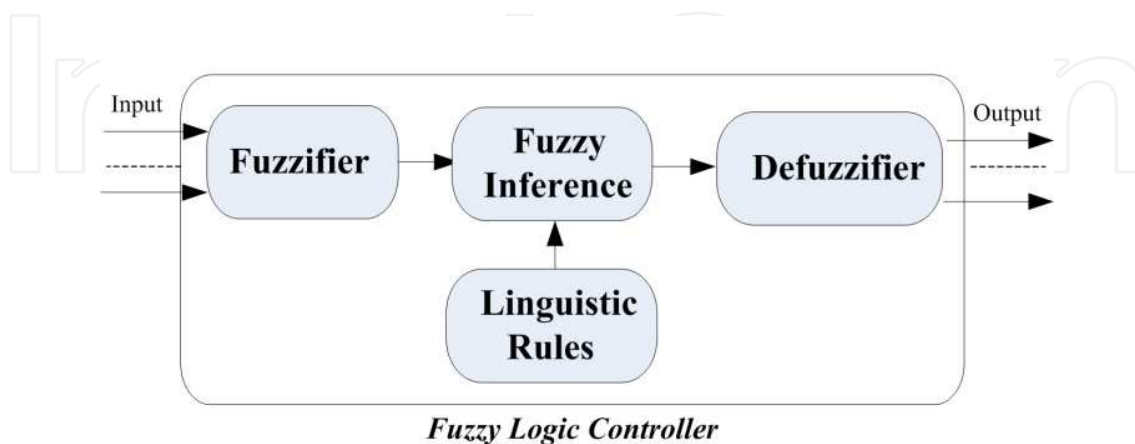 Input
Fuzzifier
Fuzzy
Inference
Defuzzifier
Output
Linguistic
Rules
Fuzzy Logic Controller